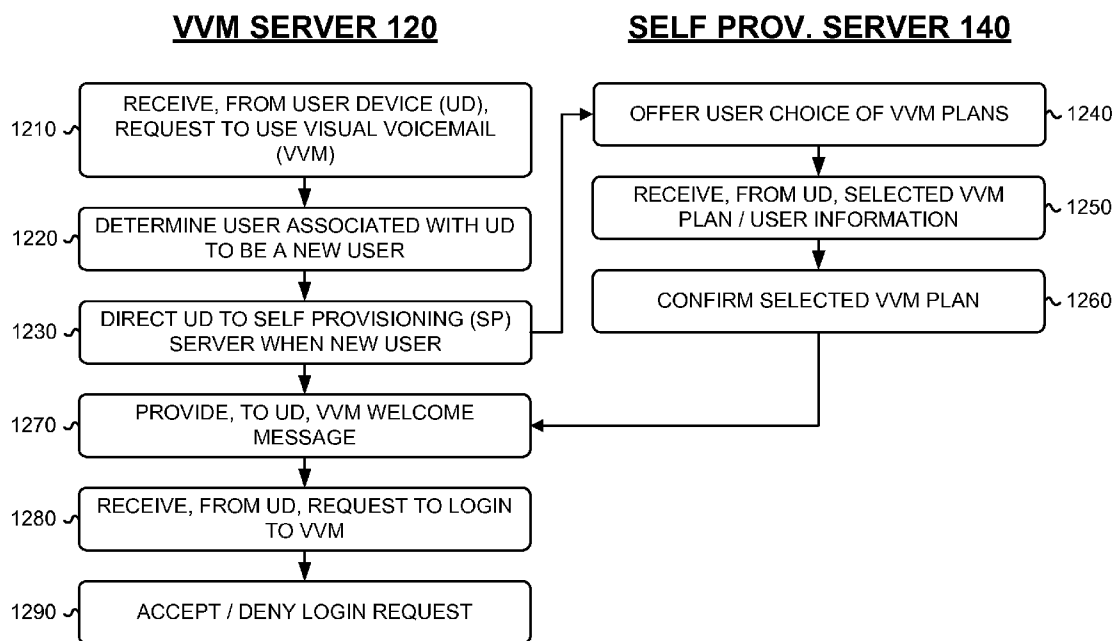 VVM SERVER 120
SELF PROV. SERVER 140
1210
RECEIVE, FROM USER DEVICE (UD),
REQUEST TO USE VISUAL VOICEMAIL
(VVM)
1220
DETERMINE USER ASSOCIATED WITH UD
TO BE A NEW USER
1230
DIRECT UD TO SELF PROVISIONING (SP)
SERVER WHEN NEW USER
OFFER USER CHOICE OF VVM PLANS
1240
RECEIVE, FROM UD, SELECTED VVM
PLAN / USER INFORMATION
1250
CONFIRM SELECTED VVM PLAN
1260
1270
PROVIDE, TO UD, VVM WELCOME
MESSAGE
1280
RECEIVE, FROM UD, REQUEST TO LOGIN
TO VVM
1290
ACCEPT / DENY LOGIN REQUEST